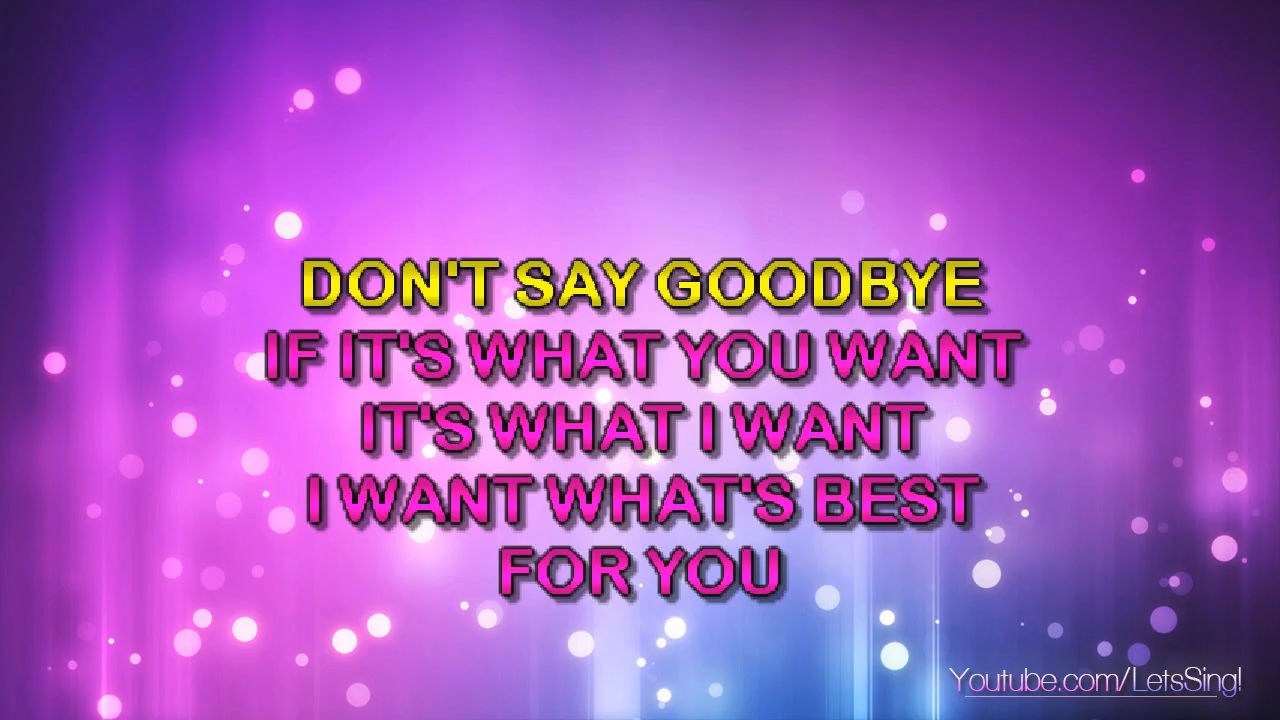 DON'T SAY GOODBYE
IF IT'S WHAT YOU WANT
IT'S WHAT I WANT
I WANT WHAT'S BEST
FOR YOU
Youtube.com/LetsSing!